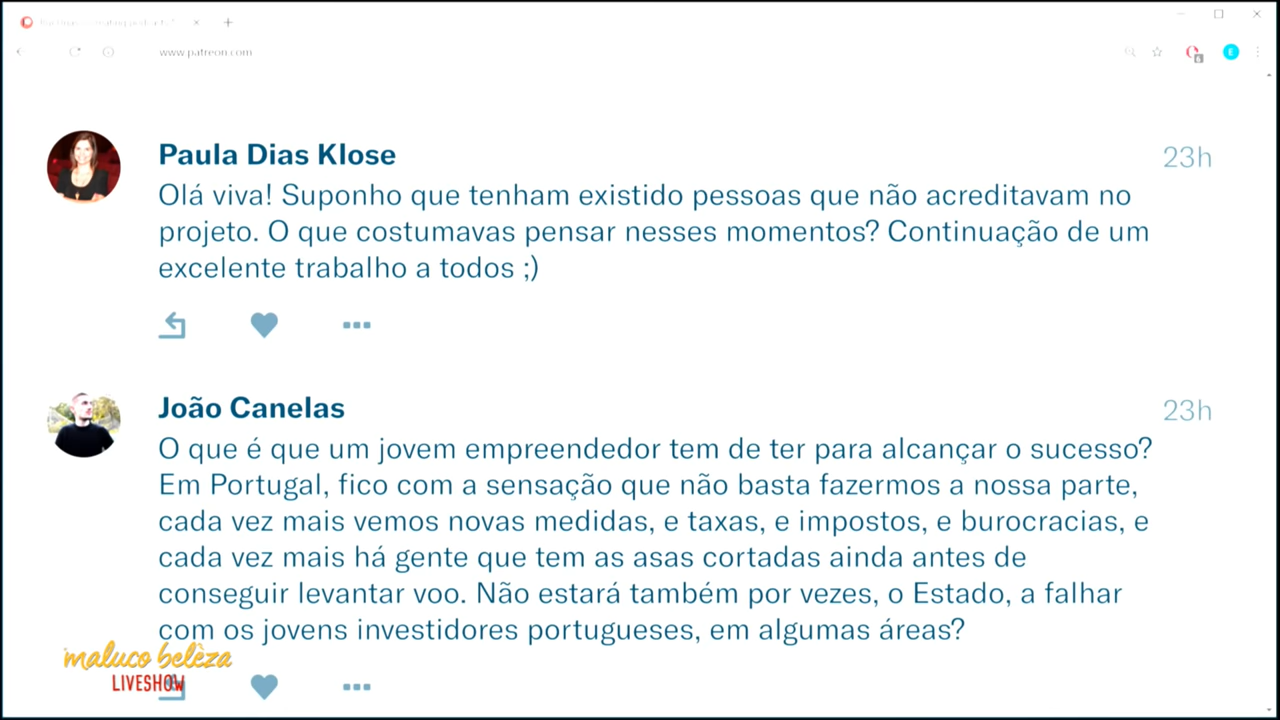 www.patreon.com
Paula Dias Klose
23h
Olá viva! Suponho que tenham existido pessoas que não acreditavam no
projeto. O que costumavas pensar nesses momentos? Continuação de um
excelente trabalho a todos ;)
João Canelas
23h
O que é que um jovem empreendedor tem de ter para alcançar o sucesso?
Em Portugal, fico com a sensação que não basta fazermos a nossa parte,
cada vez mais vemos novas medidas, e taxas, e impostos, e burocracias, e
cada vez mais há gente que tem as asas cortadas ainda antes de
conseguir levantar voo. Não estará também por vezes, o Estado, a falhar
com os jovens investidores portugueses, em algumas áreas?
maluco belèza
LIVESHOW